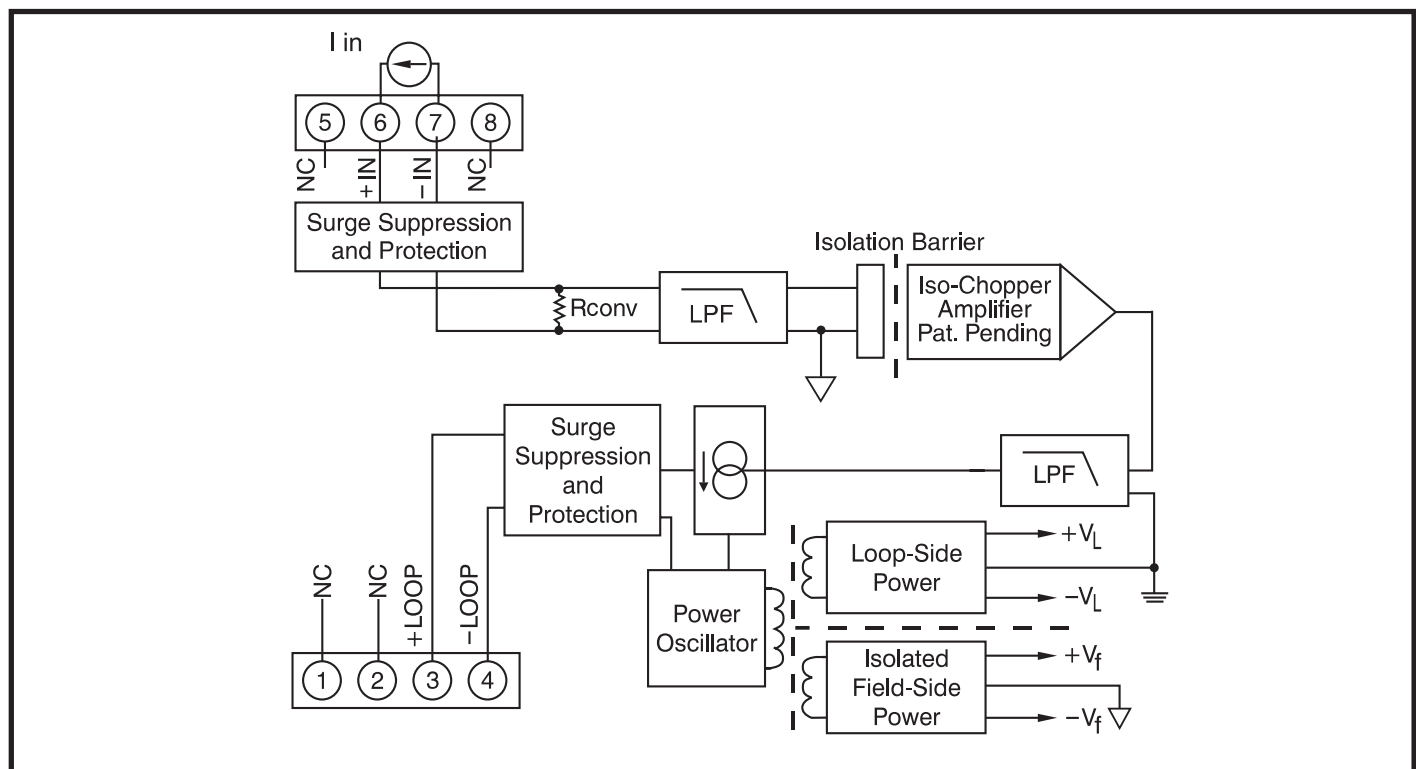 I in
5
6
7
8
NC
+IN
−IN
NC
Surge Suppression
and Protection
Rconv
LPF
Isolation Barrier
Iso-Chopper
Amplifier
Pat. Pending
Surge
Suppression
and
Protection
LPF
NC
NC
+LOOP
−LOOP
1
2
3
4
Power
Oscillator
Loop-Side
Power
+VL
−VL
Isolated
Field-Side
Power
+Vf
−Vf